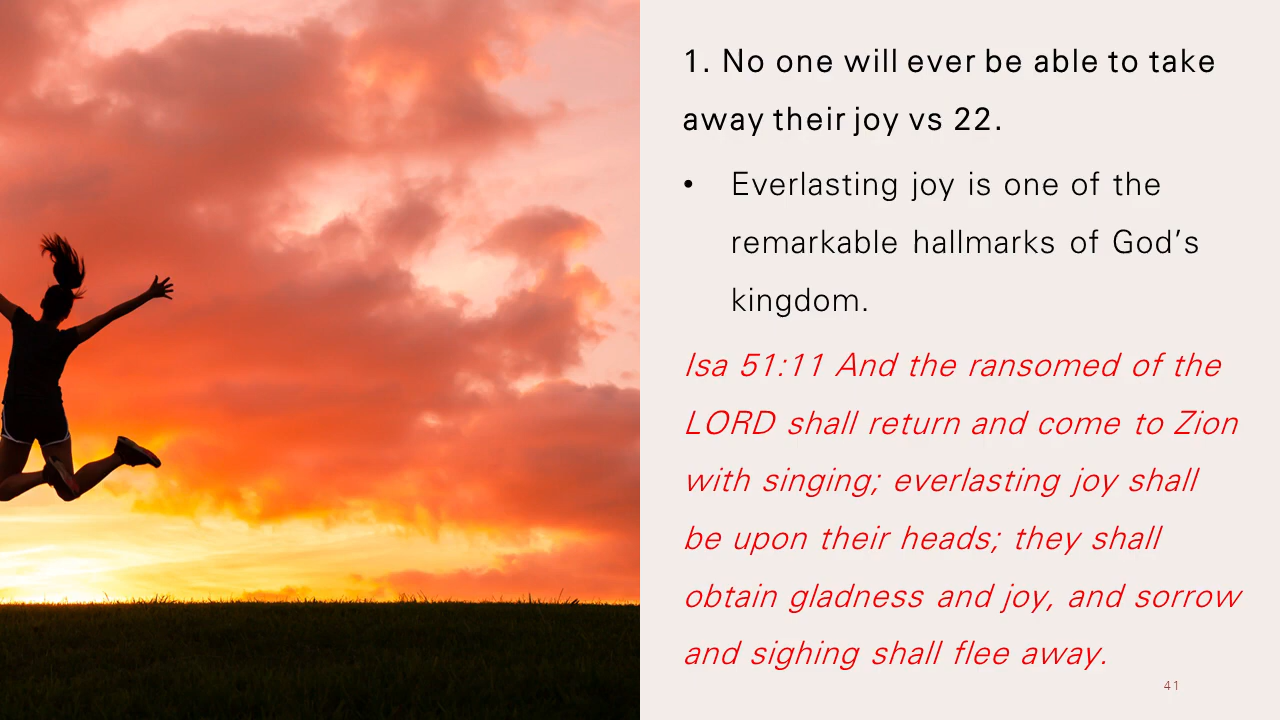 1. No one will ever be able to take
away their joy vs 22.
• Everlasting joy is one of the
remarkable hallmarks of God’s
kingdom.
Isa 51:11 And the ransomed of the
LORD shall return and come to Zion
with singing; everlasting joy shall
be upon their heads; they shall
obtain gladness and joy, and sorrow
and sighing shall flee away.
41